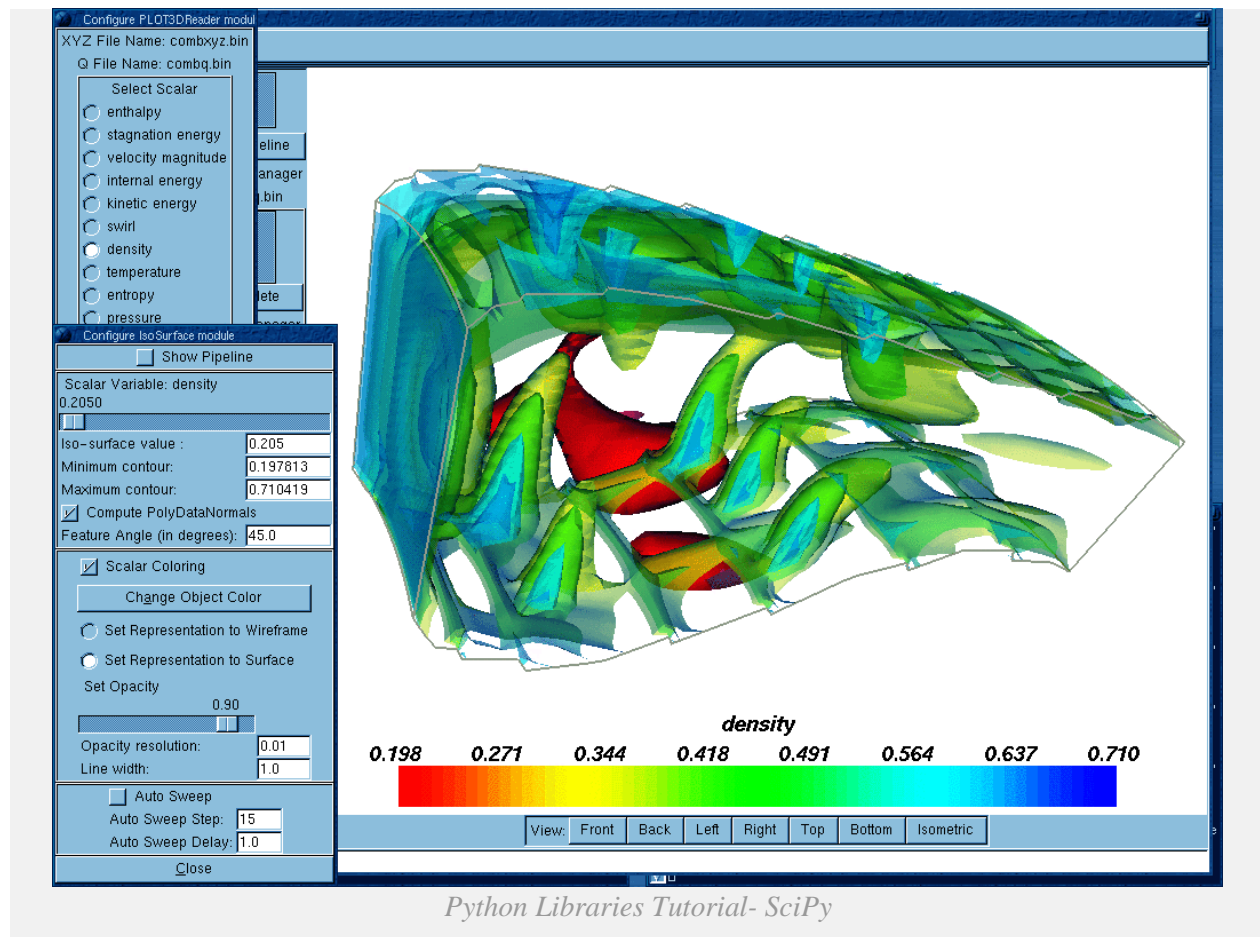 Configure PLOT3DReader modul
XYZ File Name: combxyz.bin
Q File Name: combq.bin
Select Scalar
enthalpy
stagnation energy
velocity magnitude
internal energy
kinetic energy
swirl
density
temperature
entropy
pressure
eline
anager
.bin
lete
Configure IsoSurface module
Show Pipeline
Scalar Variable: density
0.2050
Iso-surface value : 0.205
Minimum contour: 0.197813
Maximum contour: 0.710419
Compute PolyDataNormals
Feature Angle (in degrees): 45.0
Scalar Coloring
Change Object Color
Set Representation to Wireframe
Set Representation to Surface
Set Opacity
0.90
Opacity resolution: 0.01
Line width: 1.0
Auto Sweep
Auto Sweep Step: 15
Auto Sweep Delay: 1.0
Close
density
0.198 0.271 0.344 0.418 0.491 0.564 0.637 0.710
View: Front Back Left Right Top Bottom Isometric
Python Libraries Tutorial- SciPy